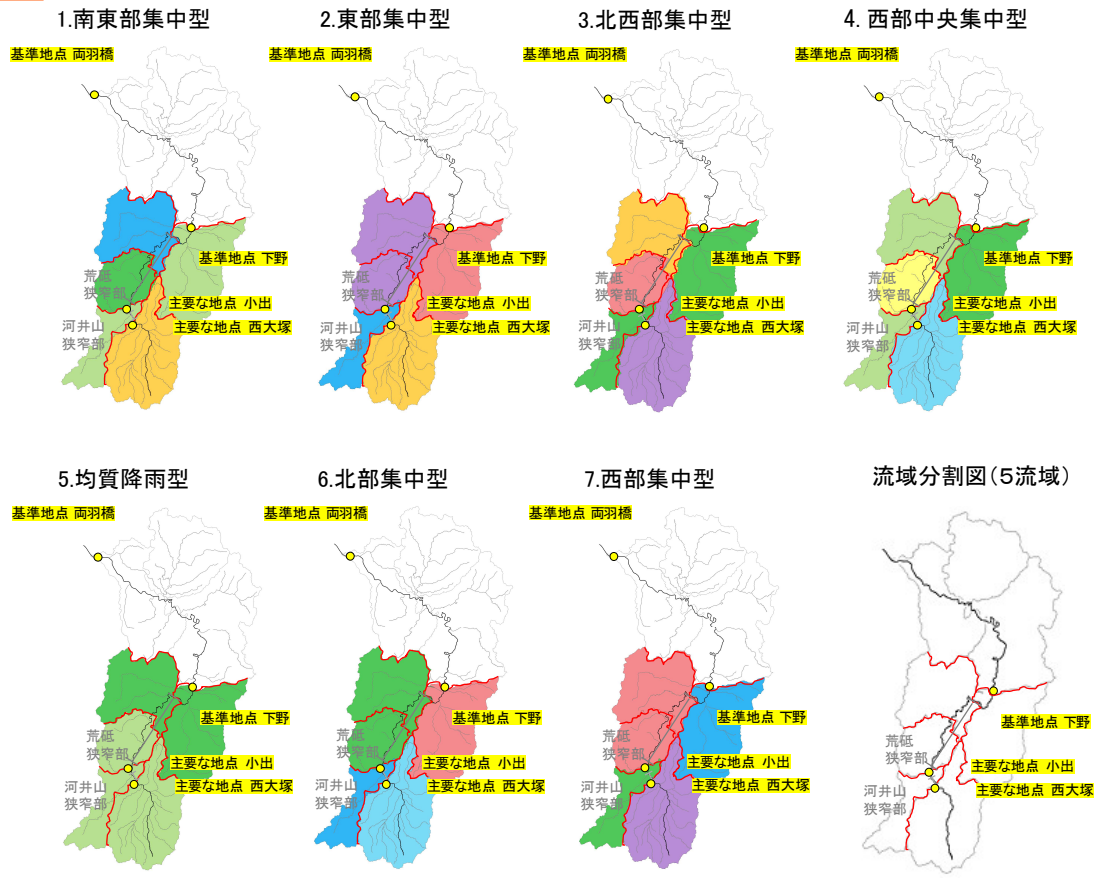 1.南東部集中型
基準地点 両羽橋
荒砥
狭窄部
河井山
狭窄部
基準地点 下野
主要な地点 小出
主要な地点 西大塚
2.東部集中型
基準地点 両羽橋
荒砥
狭窄部
河井山
狭窄部
基準地点 下野
主要な地点 小出
主要な地点 西大塚
3.北西部集中型
基準地点 両羽橋
荒砥
狭窄部
河井山
狭窄部
基準地点 下野
主要な地点 小出
主要な地点 西大塚
4. 西部中央集中型
基準地点 両羽橋
荒砥
狭窄部
河井山
狭窄部
基準地点 下野
主要な地点 小出
主要な地点 西大塚
5.均質降雨型
基準地点 両羽橋
荒砥
狭窄部
河井山
狭窄部
基準地点 下野
主要な地点 小出
主要な地点 西大塚
6.北部集中型
基準地点 両羽橋
荒砥
狭窄部
河井山
狭窄部
基準地点 下野
主要な地点 小出
主要な地点 西大塚
7.西部集中型
基準地点 両羽橋
荒砥
狭窄部
河井山
狭窄部
基準地点 下野
主要な地点 小出
主要な地点 西大塚
流域分割図(5流域)
荒砥
狭窄部
河井山
狭窄部
基準地点 下野
主要な地点 小出
主要な地点 西大塚